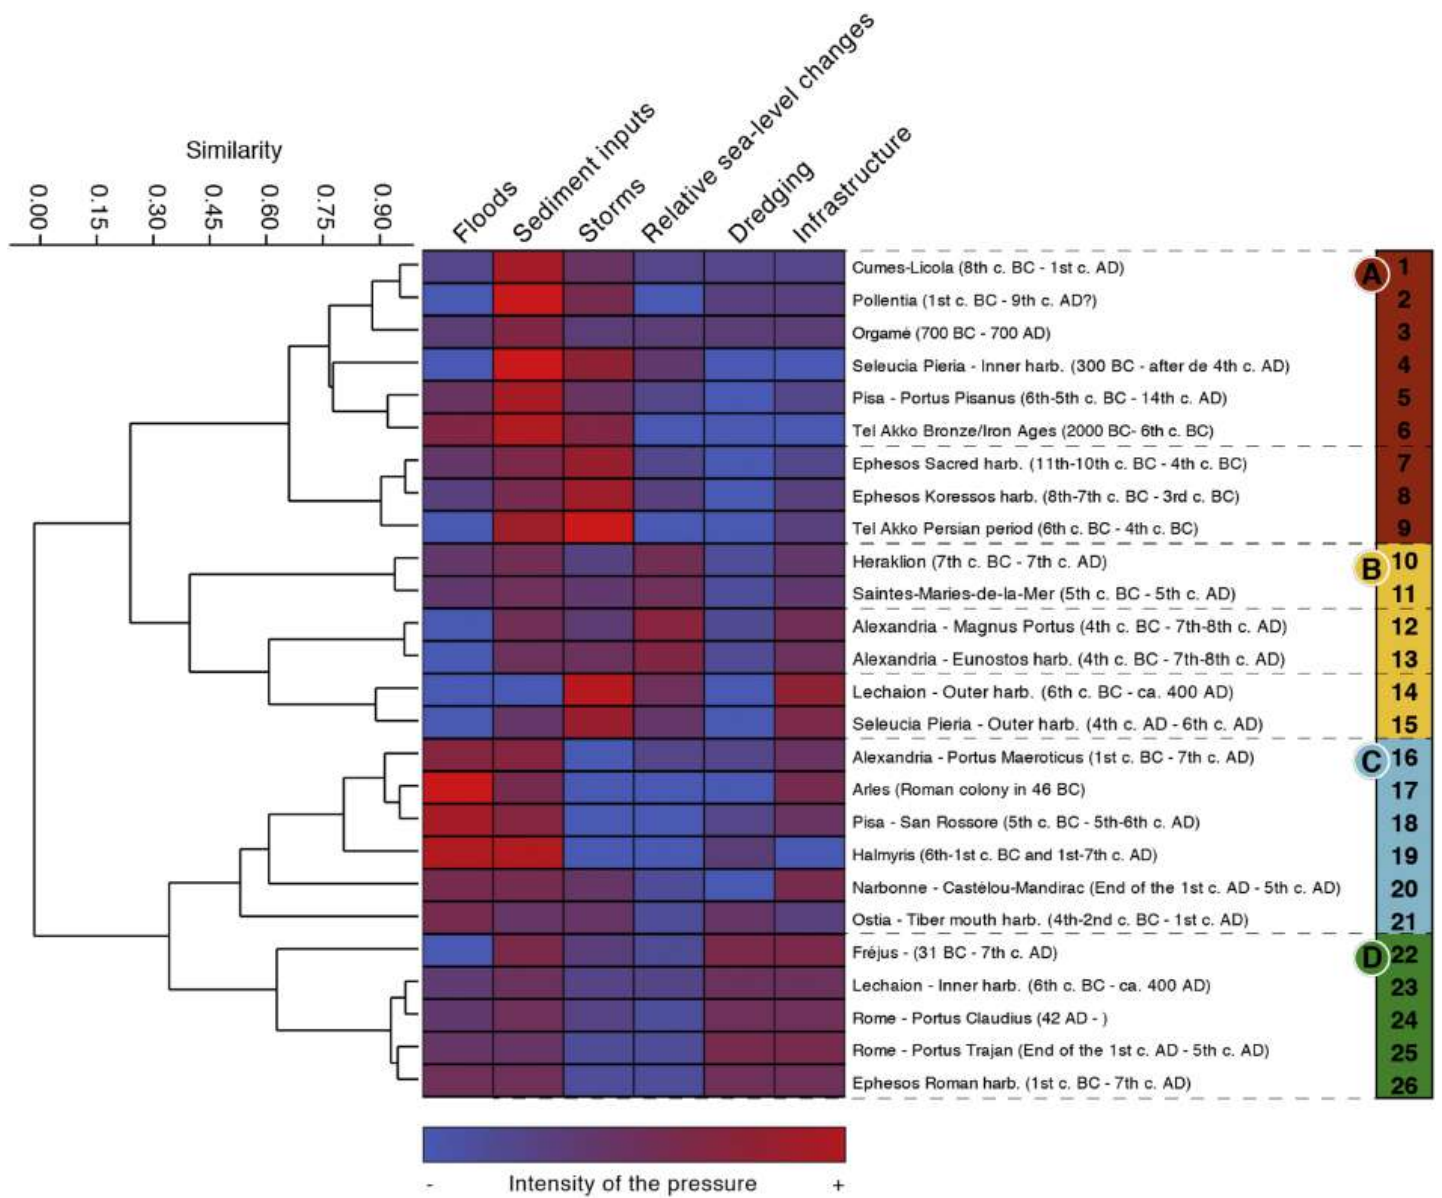 Similarity
0.00 0.15 0.30 0.45 0.60 0.75 0.90
Floods
Sediment inputs
Storms
Relative sea-level changes
Dredging
Infrastructure
Cumes-Licola (8th c. BC - 1st c. AD) A 1
Pollentia (1st c. BC - 9th c. AD?) 2
Orgamé (700 BC - 700 AD) 3
Seleucia Pieria - Inner harb. (300 BC - after de 4th c. AD) 4
Pisa - Portus Pisanus (6th-5th c. BC - 14th c. AD) 5
Tel Akko Bronze/Iron Ages (2000 BC- 6th c. BC) 6
Ephesos Sacred harb. (11th-10th c. BC - 4th c. BC) 7
Ephesos Koressos harb. (8th-7th c. BC - 3rd c. BC) 8
Tel Akko Persian period (6th c. BC - 4th c. BC) 9
Heraklion (7th c. BC - 7th c. AD) B 10
Saintes-Maries-de-la-Mer (5th c. BC - 5th c. AD) 11
Alexandria - Magnus Portus (4th c. BC - 7th-8th c. AD) 12
Alexandria - Eunostos harb. (4th c. BC - 7th-8th c. AD) 13
Lechaion - Outer harb. (6th c. BC - ca. 400 AD) 14
Seleucia Pieria - Outer harb. (4th c. AD - 6th c. AD) 15
Alexandria - Portus Maeroticus (1st c. BC - 7th c. AD) C 16
Arles (Roman colony in 46 BC) 17
Pisa - San Rossore (5th c. BC - 5th-6th c. AD) 18
Halmyris (6th-1st c. BC and 1st-7th c. AD) 19
Narbonne - Castélou-Mandirac (End of the 1st c. AD - 5th c. AD) 20
Ostia - Tiber mouth harb. (4th-2nd c. BC - 1st c. AD) 21
Fréjus - (31 BC - 7th c. AD) D 22
Lechaion - Inner harb. (6th c. BC - ca. 400 AD) 23
Rome - Portus Claudius (42 AD - ) 24
Rome - Portus Trajan (End of the 1st c. AD - 5th c. AD) 25
Ephesos Roman harb. (1st c. BC - 7th c. AD) 26
- Intensity of the pressure +